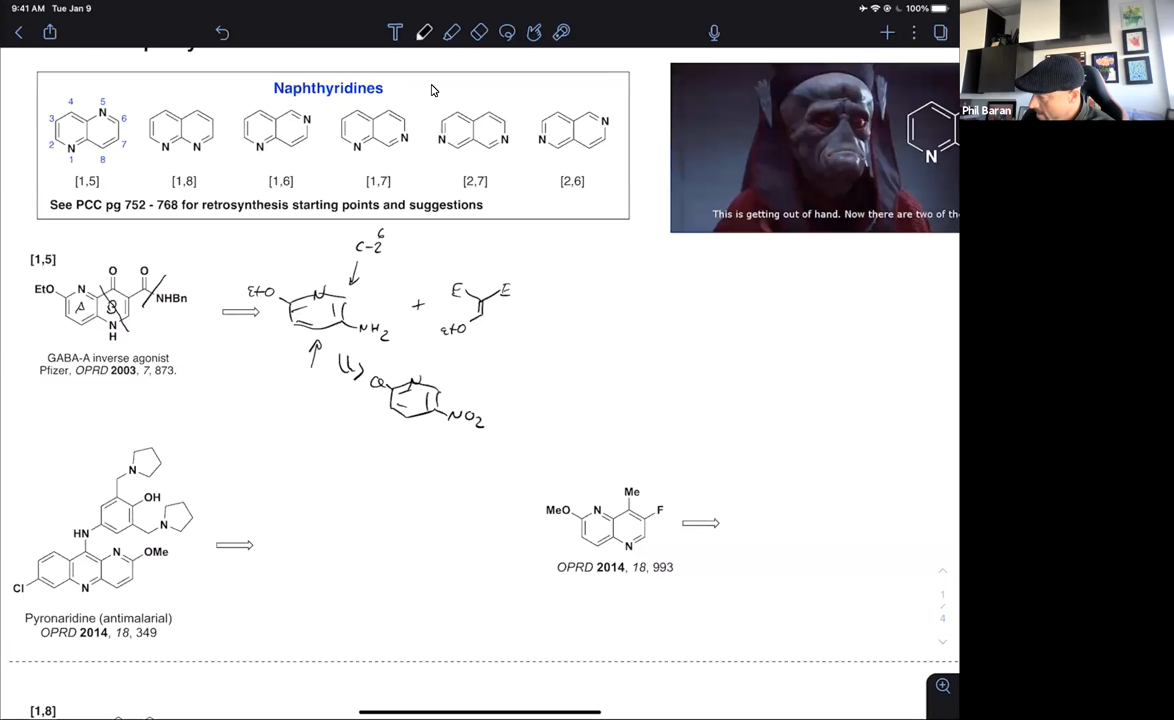 9:41 AM Tue Jan 9
100%
Phil Baran
Naphthyridines
4 5 3 N 6 2 N 7 1 8
N N
N N
N N
N N
N N
N
[1,5] [1,8] [1,6] [1,7] [2,7] [2,6]
See PCC pg 752 - 768 for retrosynthesis starting points and suggestions
This is getting out of hand. Now there are two of the
[1,5]
O O
EtO N NHBn
A B
N
H
GABA-A inverse agonist
Pfizer, OPRD 2003, 7, 873.
6
C-2
EtO N
NH2
+
E E
EtO
Cl N
NO2
N
OH
N
HN
N OMe
Cl N
Pyronaridine (antimalarial)
OPRD 2014, 18, 349
Me
MeO N F
N
OPRD 2014, 18, 993
1
/
4
[1,8]